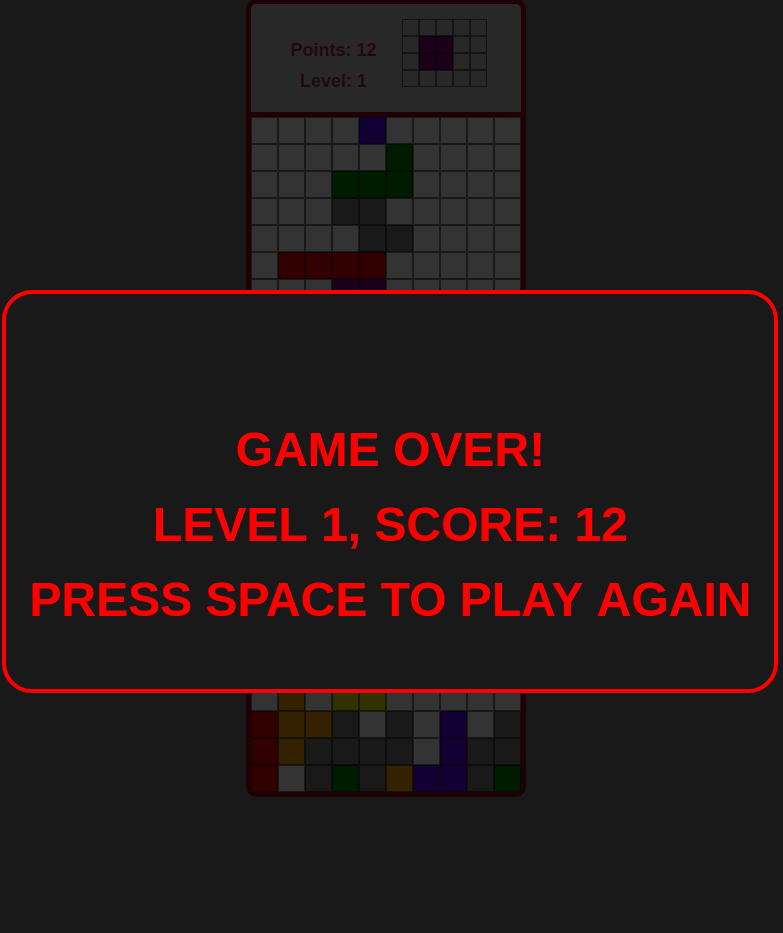 Points: 12
Level: 1
GAME OVER!
LEVEL 1, SCORE: 12
PRESS SPACE TO PLAY AGAIN